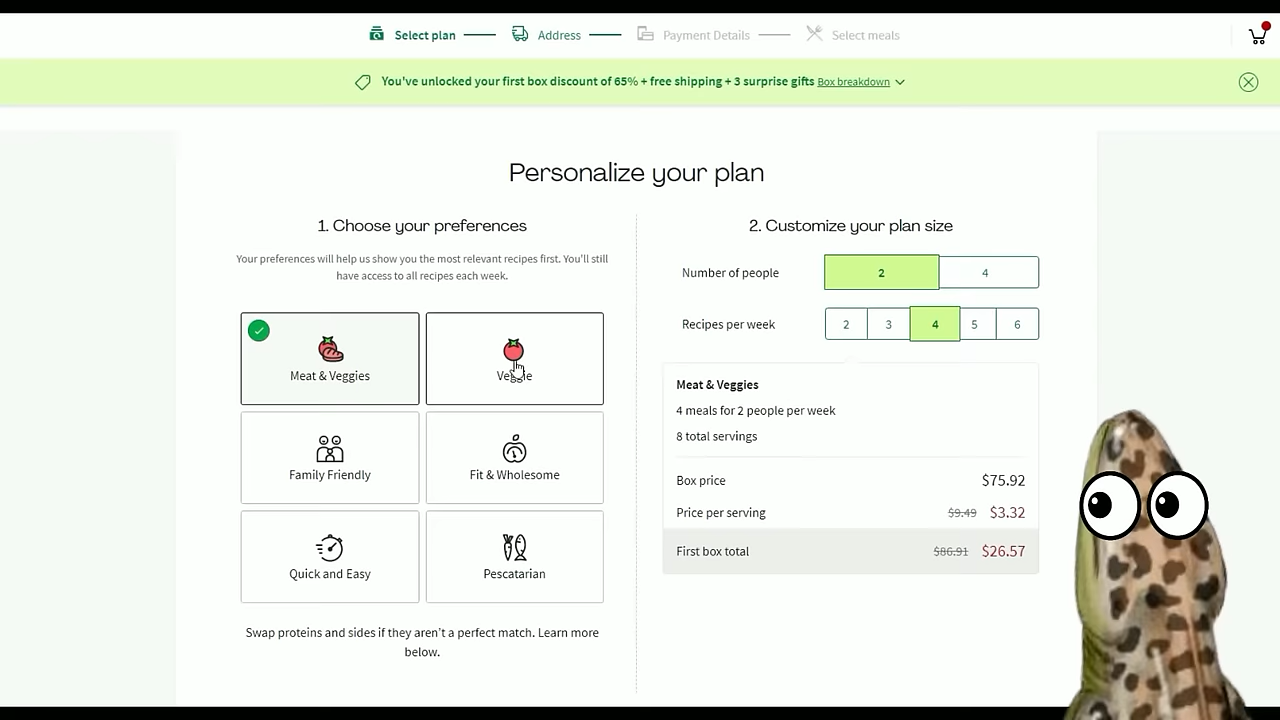 Select plan
Address
Payment Details
Select meals
You've unlocked your first box discount of 65% + free shipping + 3 surprise gifts Box breakdown
Personalize your plan
1. Choose your preferences
Your preferences will help us show you the most relevant recipes first. You'll still
have access to all recipes each week.
Meat & Veggies
Veggie
Family Friendly
Fit & Wholesome
Quick and Easy
Pescatarian
Swap proteins and sides if they aren't a perfect match. Learn more
below.
2. Customize your plan size
Number of people 2 4
Recipes per week 2 3 4 5 6
Meat & Veggies
4 meals for 2 people per week
8 total servings
Box price $75.92
Price per serving $9.49 $3.32
First box total $86.91 $26.57